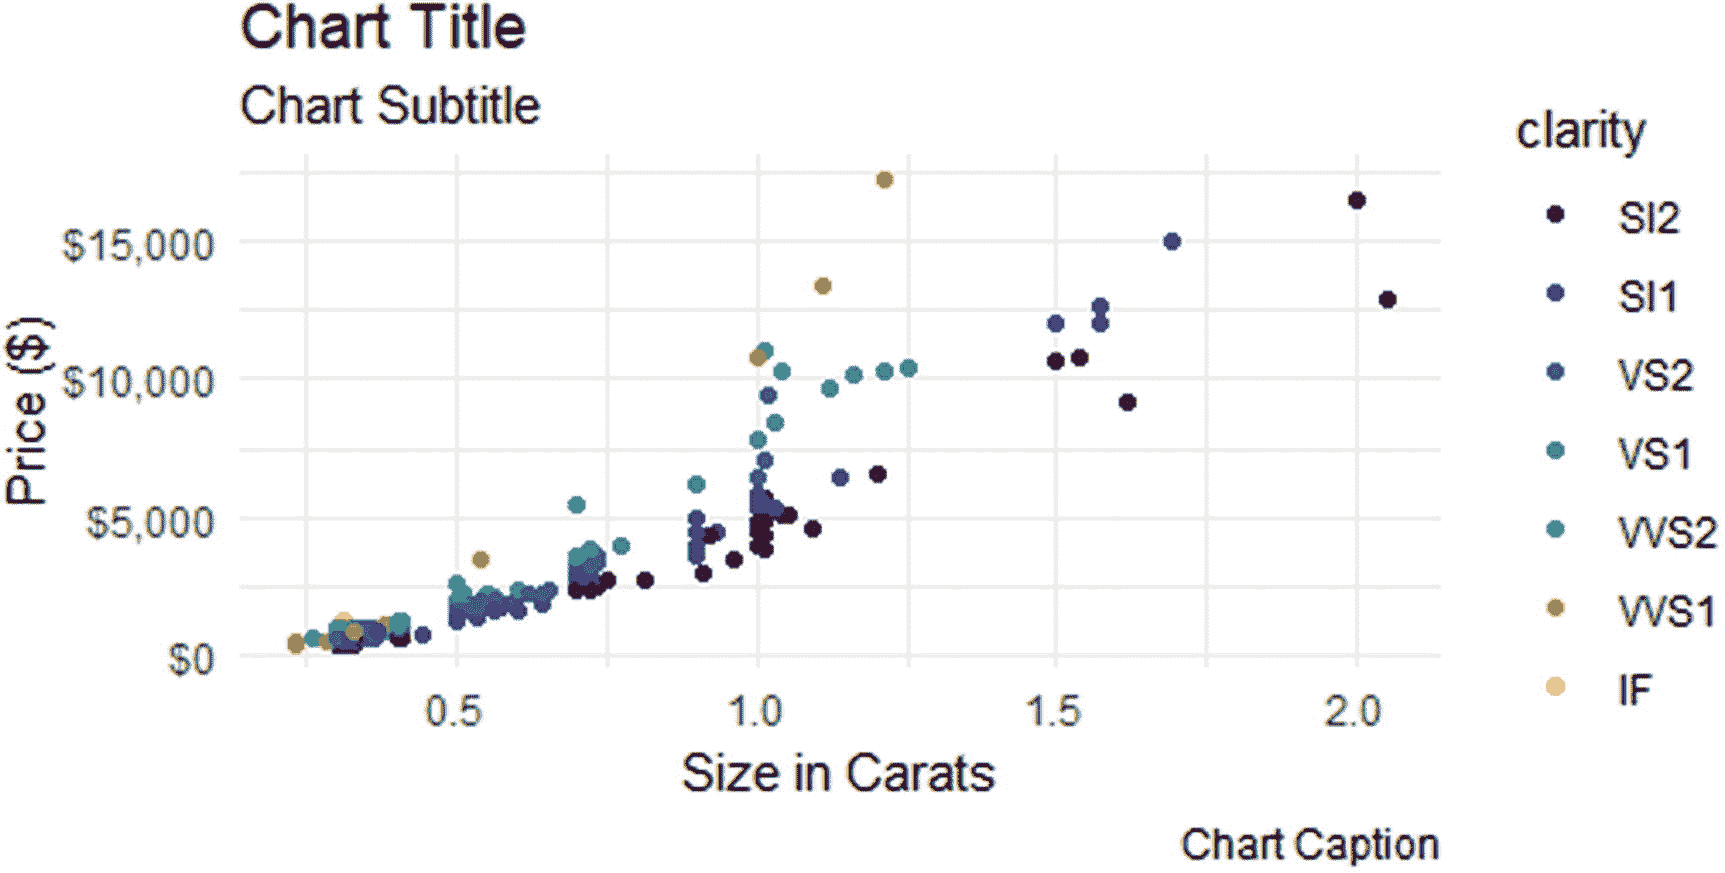 Chart Title
Chart Subtitle
clarity
SI2
SI1
VS2
VS1
VVS2
VVS1
IF
Price ($)
$15,000
$10,000
$5,000
$0
0.5 1.0 1.5 2.0
Size in Carats
Chart Caption